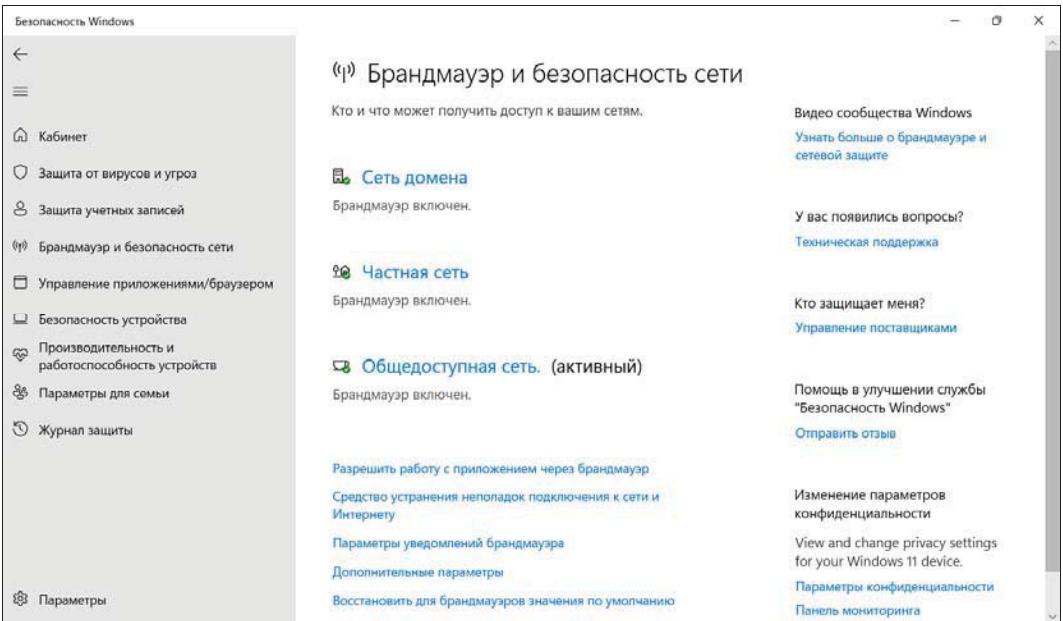 Безопасность Windows
Кабинет
Защита от вирусов и угроз
Защита учетных записей
Брандмауэр и безопасность сети
Управление приложениями/браузером
Безопасность устройства
Производительность и
работоспособность устройств
Параметры для семьи
Журнал защиты
Параметры
Брандмауэр и безопасность сети
Кто и что может получить доступ к вашим сетям.
Сеть домена
Брандмауэр включен.
Частная сеть
Брандмауэр включен.
Общедоступная сеть. (активный)
Брандмауэр включен.
Разрешить работу с приложением через брандмауэр
Средство устранения неполадок подключения к сети и
Интернету
Параметры уведомлений брандмауэра
Дополнительные параметры
Восстановить для брандмауэров значения по умолчанию
Видео сообщества Windows
Узнать больше о брандмауэре и
сетевой защите
У вас появились вопросы?
Техническая поддержка
Кто защищает меня?
Управление поставщиками
Помощь в улучшении службы
"Безопасность Windows"
Отправить отзыв
Изменение параметров
конфиденциальности
View and change privacy settings
for your Windows 11 device.
Параметры конфиденциальности
Панель мониторинга